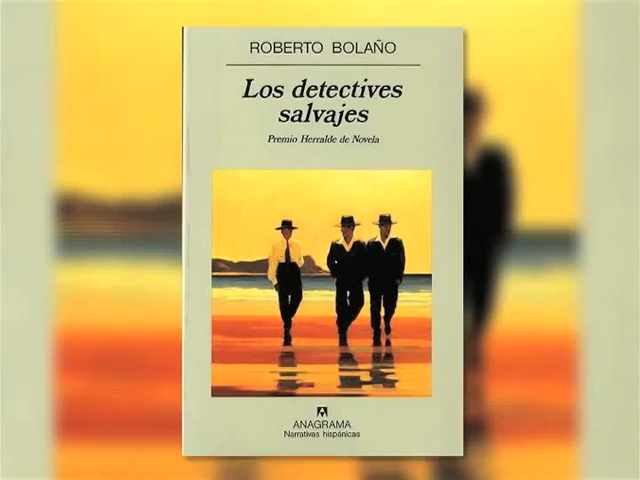 ROBERTO BOLAÑO
Los detectives
salvajes
Premio Herralde de Novela
ANAGRAMA
Narrativas hispánicas